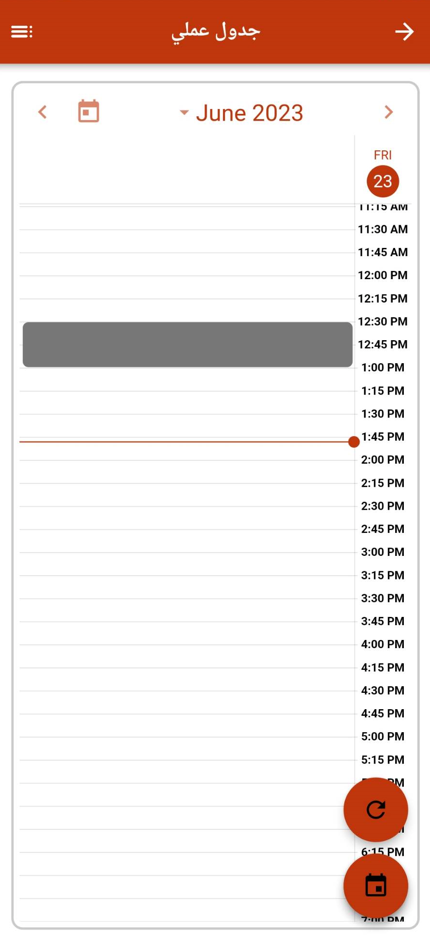 جدول عملي
June 2023
FRI
23
11:15 AM
11:30 AM
11:45 AM
12:00 PM
12:15 PM
12:30 PM
12:45 PM
1:00 PM
1:15 PM
1:30 PM
1:45 PM
2:00 PM
2:15 PM
2:30 PM
2:45 PM
3:00 PM
3:15 PM
3:30 PM
3:45 PM
4:00 PM
4:15 PM
4:30 PM
4:45 PM
5:00 PM
5:15 PM
PM
6:15 PM
7:00 PM